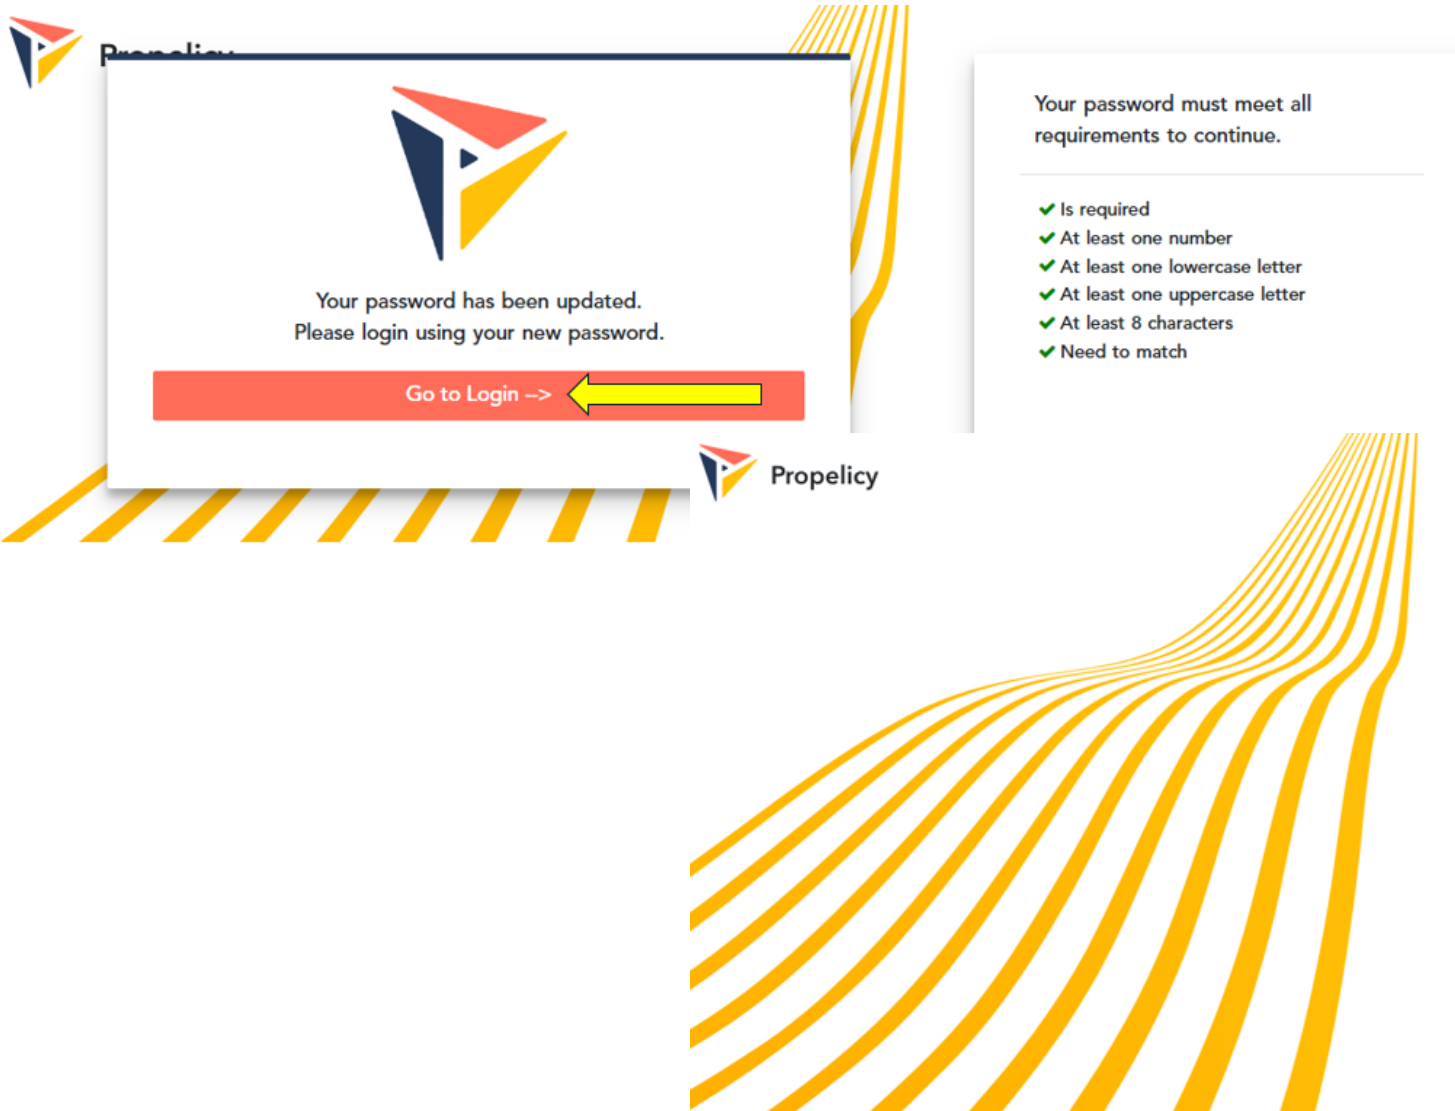 Propelicy
Your password has been updated.
Please login using your new password.
Go to Login -->
Your password must meet all
requirements to continue.
Is required
At least one number
At least one lowercase letter
At least one uppercase letter
At least 8 characters
Need to match
Propelicy